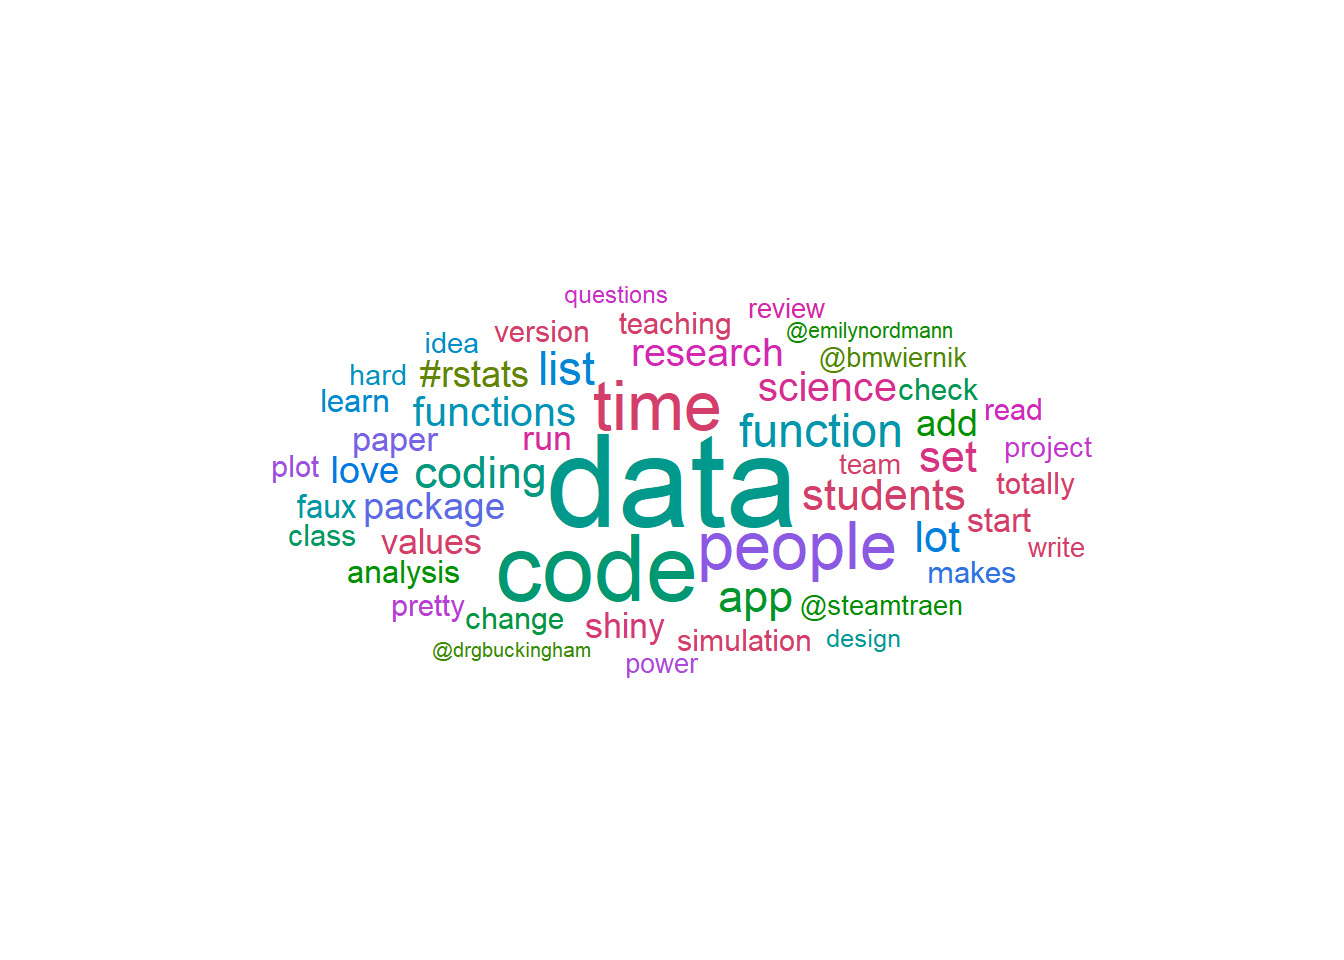 questions
review
teaching
@emilynordmann
version
idea
research
@bmwiernik
list
#rstats
hard
science
check
learn
time
functions
read
add
function
paper
run
project
set
team
plot
love
coding
data
totally
students
faux
package
start
class
values
lot
people
write
code
analysis
makes
app
@steamtraen
pretty
change
shiny
simulation
design
@drgbuckingham
power